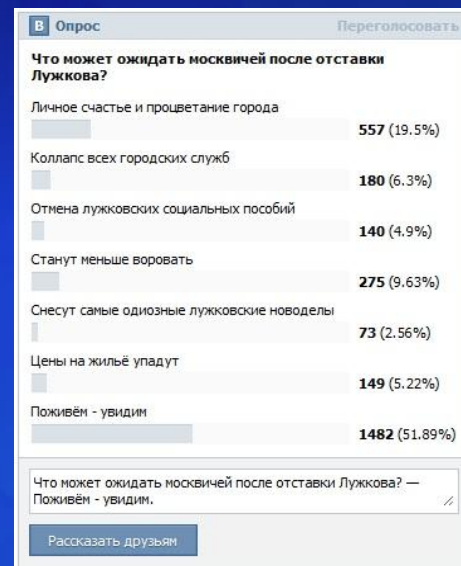 В Опрос Переголосовать
Что может ожидать москвичей после отставки
Лужкова?
Личное счастье и процветание города
557 (19.5%)
Коллапс всех городских служб
180 (6.3%)
Отмена лужковских социальных пособий
140 (4.9%)
Станут меньше воровать
275 (9.63%)
Снесут самые одиозные лужковские новоделы
73 (2.56%)
Цены на жильё упадут
149 (5.22%)
Поживём - увидим
1482 (51.89%)
Что может ожидать москвичей после отставки Лужкова? —
Поживём - увидим.
Рассказать друзьям